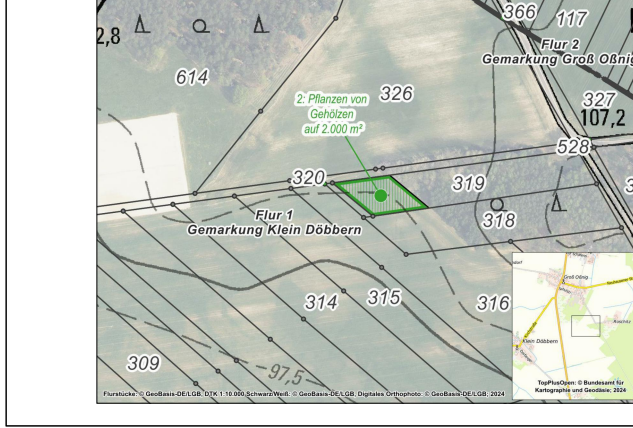 366
117
2,8
Flur 2
Gemarkung Groß Oßnig
614
2: Pflanzen von
Gehölzen
auf 2.000 m²
326
327
107,2
528
320
319
318
Flur 1
Gemarkung Klein Döbbern
314
315
316
309
97,5
Groß Oßnig
Klein Döbbern
TopPlusOpen: © Bundesamt für
Kartographie und Geodäsie; 2024
Flurstücke: © GeoBasis-DE/LGB; DTK 1:10.000 Schwarz/Weiß: © GeoBasis-DE/LGB; Digitales Orthophoto: © GeoBasis-DE/LGB; 2024